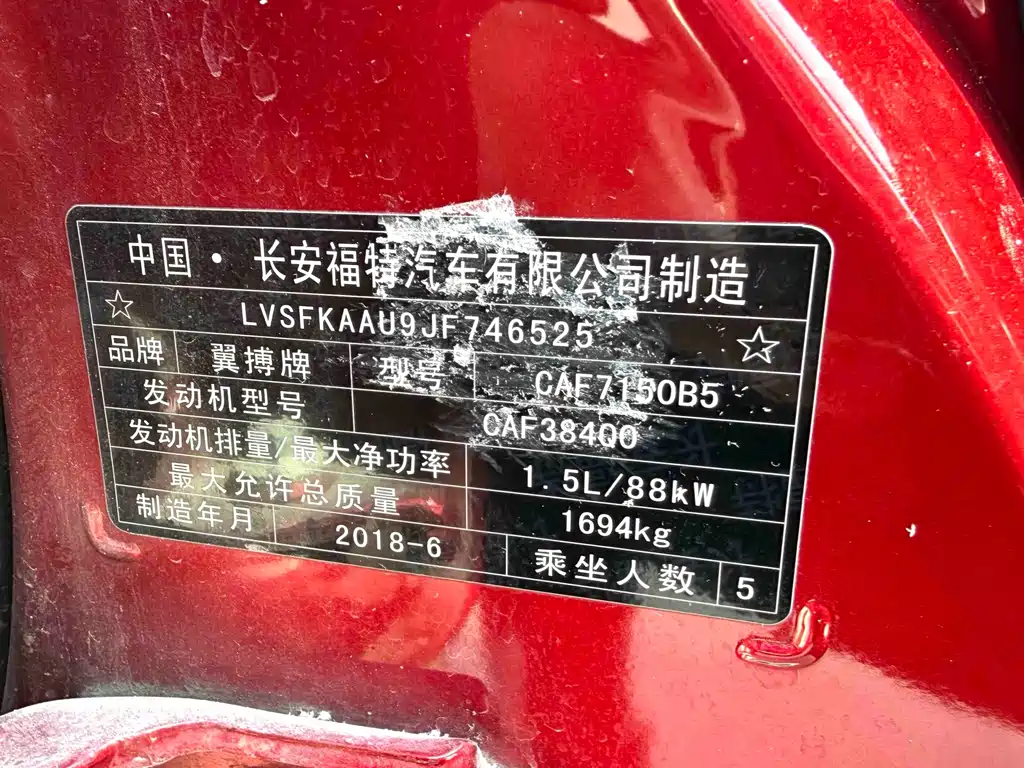 中国·长安福特汽车有限公司制造
☆ LVSFKAAU9JF746525 ☆
品牌 翼搏牌 型号 CAF7150B5
发动机型号 CAF384Q0
发动机排量/最大净功率 1.5L/88kW
最大允许总质量 1694kg
制造年月 2018-6 乘坐人数 5